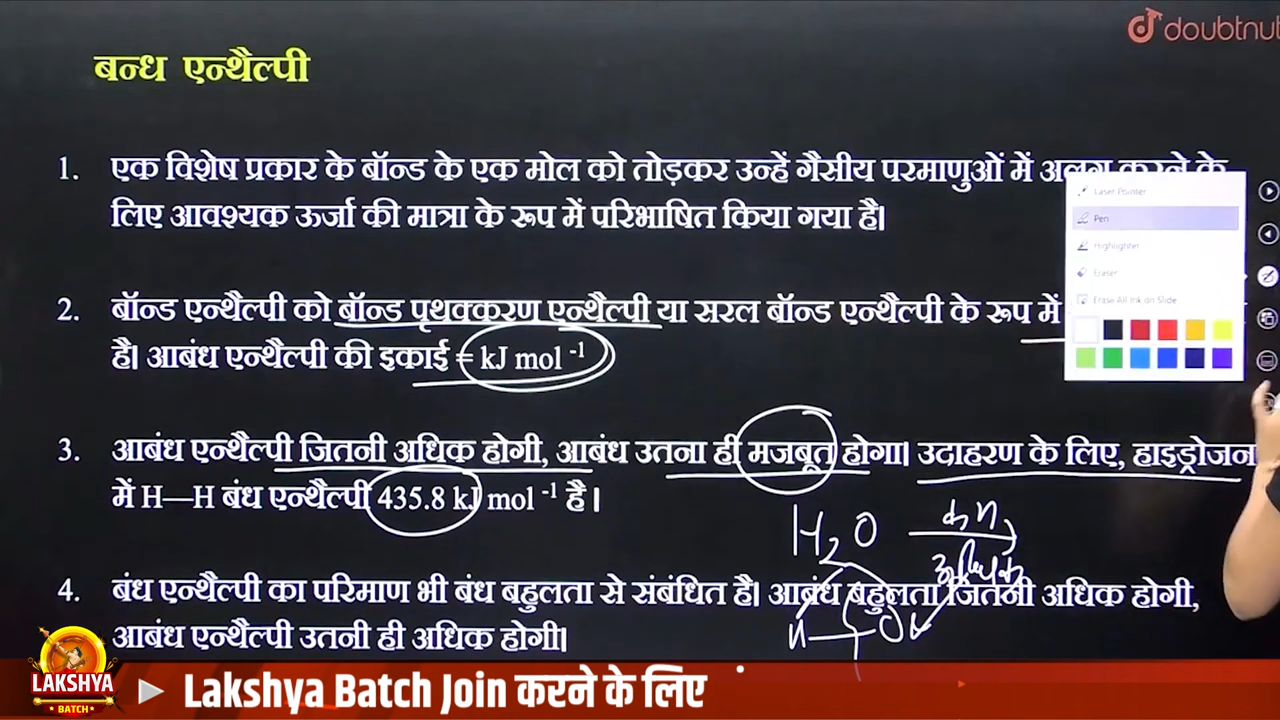 doubtnut
बन्ध एन्थैल्पी
1. एक विशेष प्रकार के बॉन्ड के एक मोल को तोड़कर उन्हें गैसीय परमाणुओं में अलग करने के
लिए आवश्यक ऊर्जा की मात्रा के रूप में परिभाषित किया गया है।
Laser Pointer
Pen
Highlighter
Eraser
Erase All Ink on Slide
2. बॉन्ड एन्थैल्पी को बॉन्ड पृथक्करण एन्थैल्पी या सरल बॉन्ड एन्थैल्पी के रूप में
है। आबंध एन्थैल्पी की इकाई = kJ mol -1
3. आबंध एन्थैल्पी जितनी अधिक होगी, आबंध उतना ही मजबूत होगा। उदाहरण के लिए, हाइड्रोजन
में H—H बंध एन्थैल्पी 435.8 kJ mol -1 है ।
H2O
4. बंध एन्थैल्पी का परिमाण भी बंध बहुलता से संबंधित है। आबंध बहुलता जितनी अधिक होगी,
आबंध एन्थैल्पी उतनी ही अधिक होगी।
LAKSHYA
BATCH
Lakshya Batch Join करने के लिए